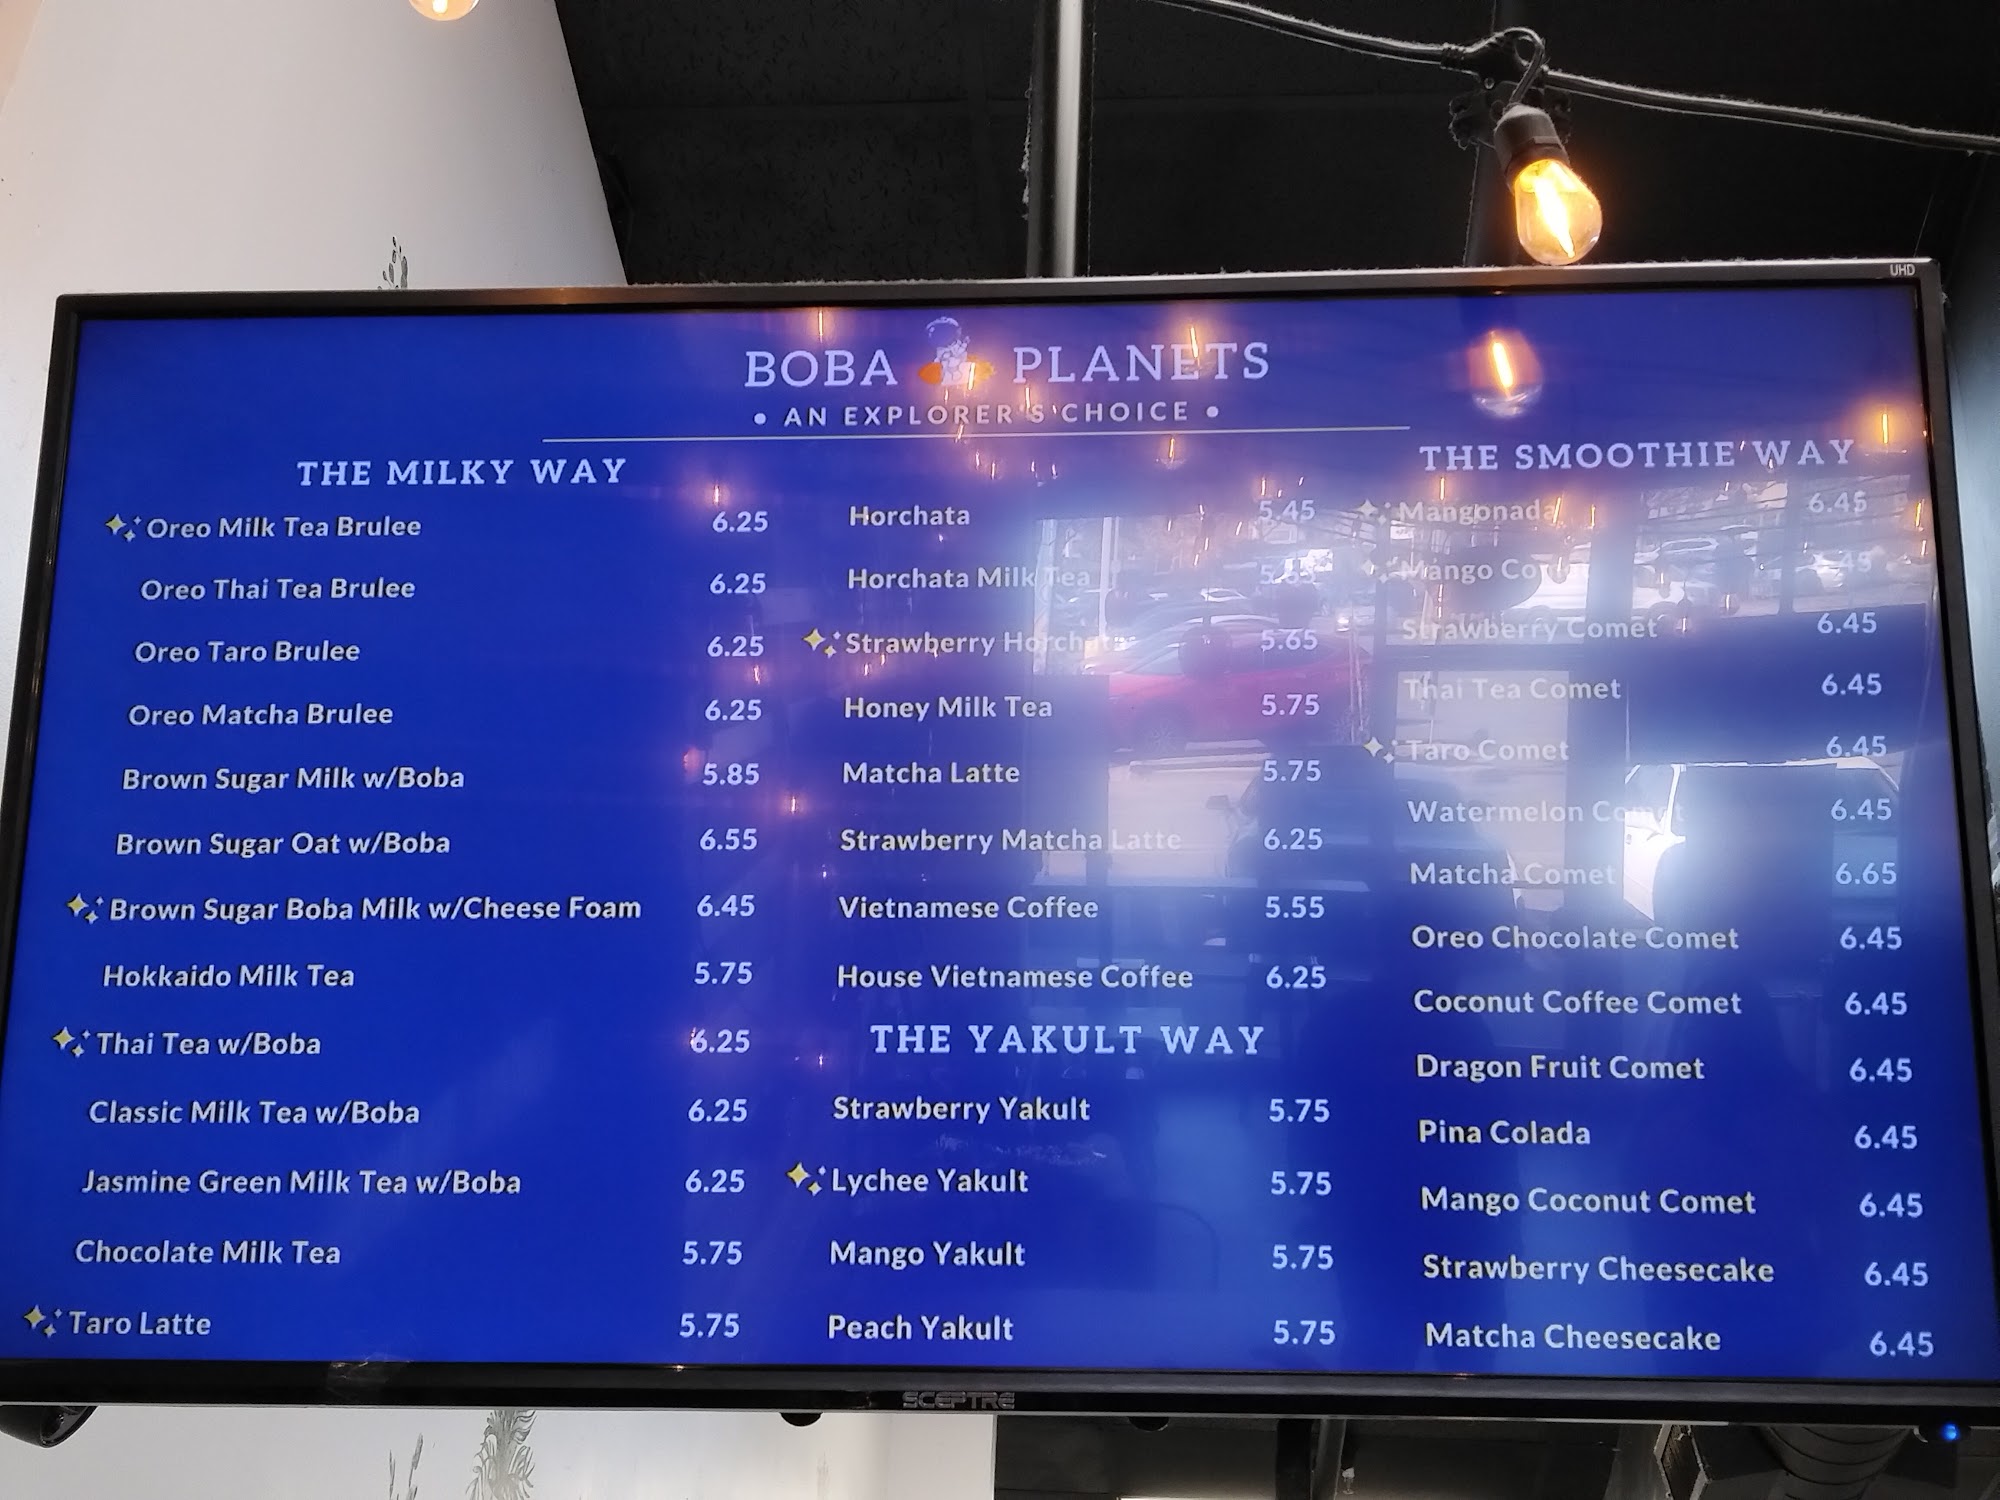 UHD
BOBA PLANETS
• AN EXPLORER'S CHOICE •
THE MILKY WAY
Oreo Milk Tea Brulee 6.25
Oreo Thai Tea Brulee 6.25
Oreo Taro Brulee 6.25
Oreo Matcha Brulee 6.25
Brown Sugar Milk w/Boba 5.85
Brown Sugar Oat w/Boba 6.55
Brown Sugar Boba Milk w/Cheese Foam 6.45
Hokkaido Milk Tea 5.75
Thai Tea w/Boba 6.25
Classic Milk Tea w/Boba 6.25
Jasmine Green Milk Tea w/Boba 6.25
Chocolate Milk Tea 5.75
Taro Latte 5.75
Horchata 5.45
Horchata Milk Tea
Strawberry Horchata 5.65
Honey Milk Tea 5.75
Matcha Latte 5.75
Strawberry Matcha Latte 6.25
Vietnamese Coffee 5.55
House Vietnamese Coffee 6.25
THE YAKULT WAY
Strawberry Yakult 5.75
Lychee Yakult 5.75
Mango Yakult 5.75
Peach Yakult 5.75
THE SMOOTHIE WAY
Mangonada 6.45
Mango Comet
Strawberry Comet 6.45
Thai Tea Comet 6.45
Taro Comet 6.45
Watermelon Comet 6.45
Matcha Comet 6.65
Oreo Chocolate Comet 6.45
Coconut Coffee Comet 6.45
Dragon Fruit Comet 6.45
Pina Colada 6.45
Mango Coconut Comet 6.45
Strawberry Cheesecake 6.45
Matcha Cheesecake 6.45
SCEPTRE